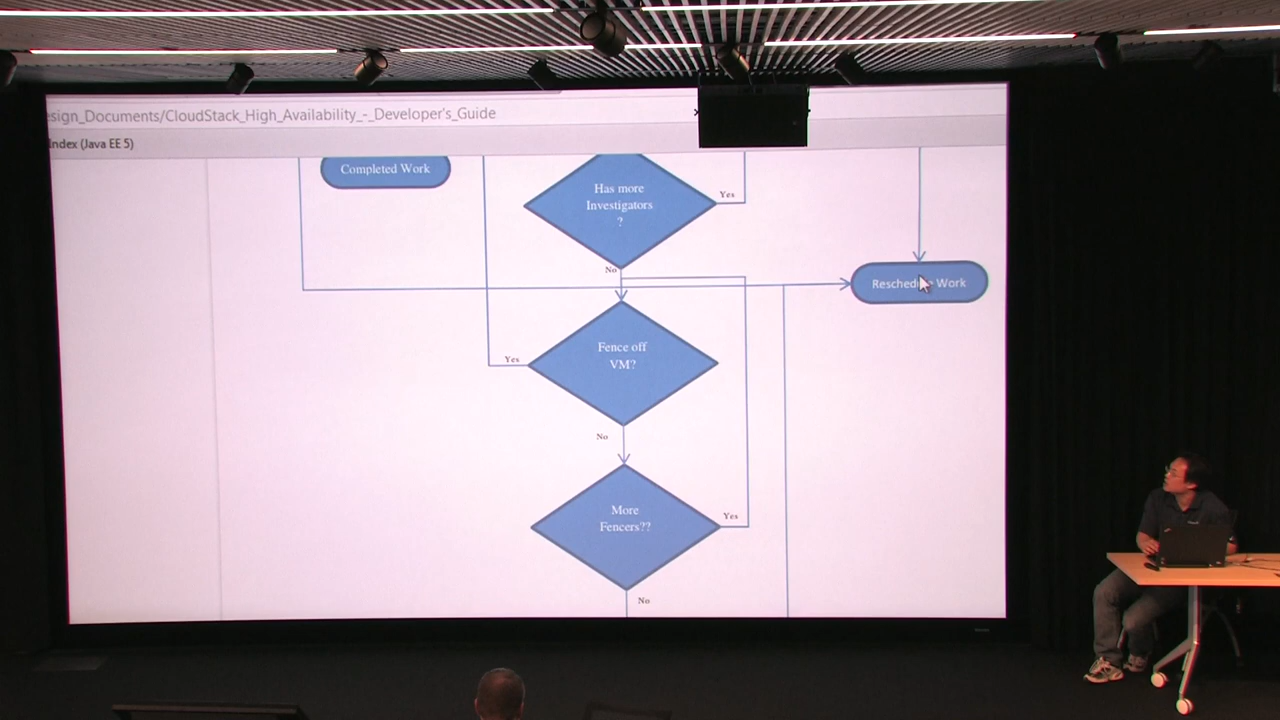 esign_Documents/CloudStack_High_Availability_-_Developer's_Guide
Index (Java EE 5)
Completed Work
Has more
Investigators
?
Yes
No
Reschedule Work
Fence off
VM?
Yes
No
More
Fencers??
Yes
No